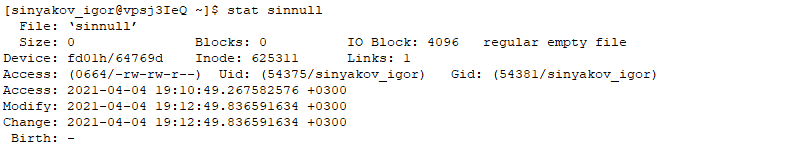 [sinyakov_igor@vpsj3IeQ ~]$ stat sinnull
  File: ‘sinnull’
  Size: 0               Blocks: 0          IO Block: 4096   regular empty file
Device: fd01h/64769d    Inode: 625311      Links: 1
Access: (0664/-rw-rw-r--)  Uid: (54375/sinyakov_igor)   Gid: (54381/sinyakov_igor)
Access: 2021-04-04 19:10:49.267582576 +0300
Modify: 2021-04-04 19:12:49.836591634 +0300
Change: 2021-04-04 19:12:49.836591634 +0300
 Birth: -